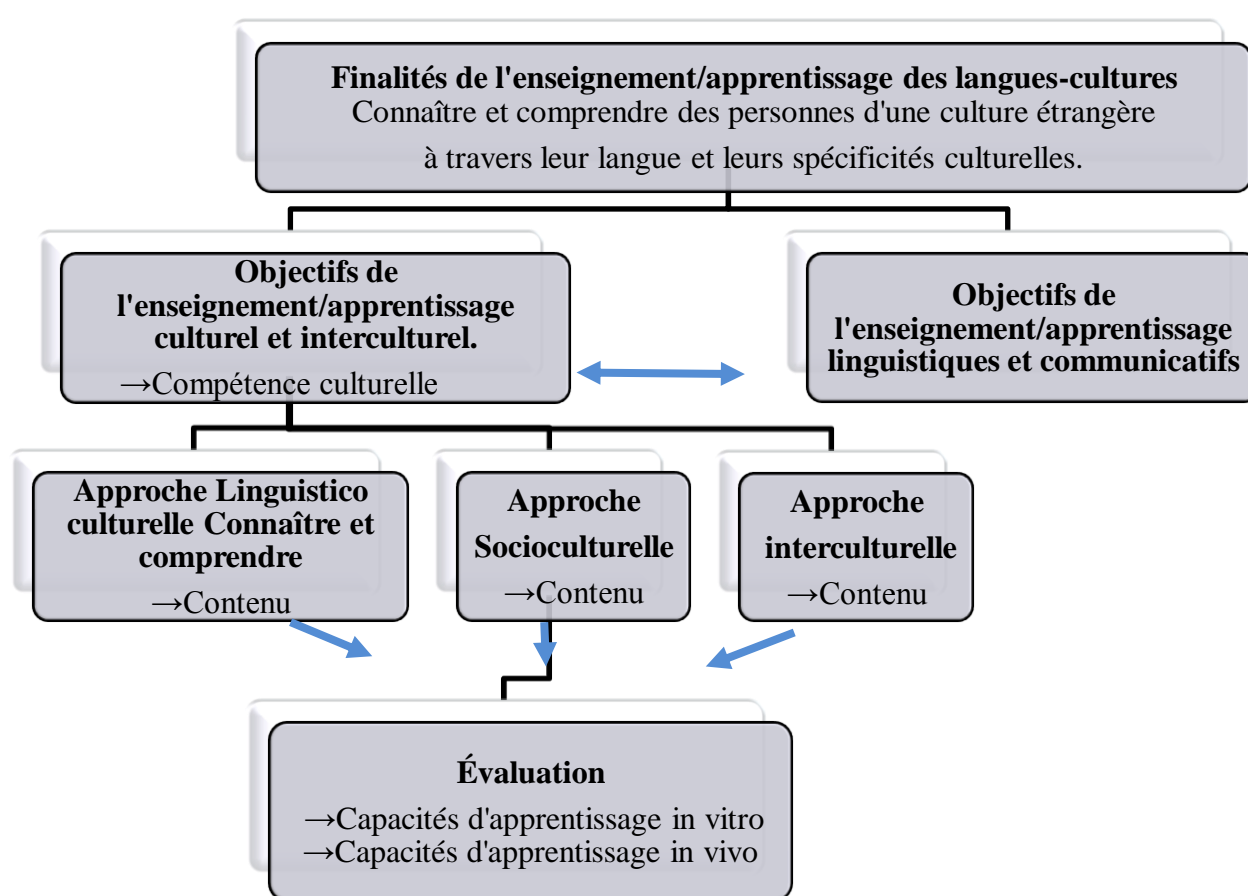 Finalités de l'enseignement/apprentissage des langues-cultures
Connaître et comprendre des personnes d'une culture étrangère
à travers leur langue et leurs spécificités culturelles.
Objectifs de
l'enseignement/apprentissage
culturel et interculturel.
→Compétence culturelle
Objectifs de
l'enseignement/apprentissage
linguistiques et communicatifs
Approche Linguistico
culturelle Connaître et
comprendre
→Contenu
Approche
Socioculturelle
→Contenu
Approche
interculturelle
→Contenu
Évaluation
→Capacités d'apprentissage in vitro
→Capacités d'apprentissage in vivo